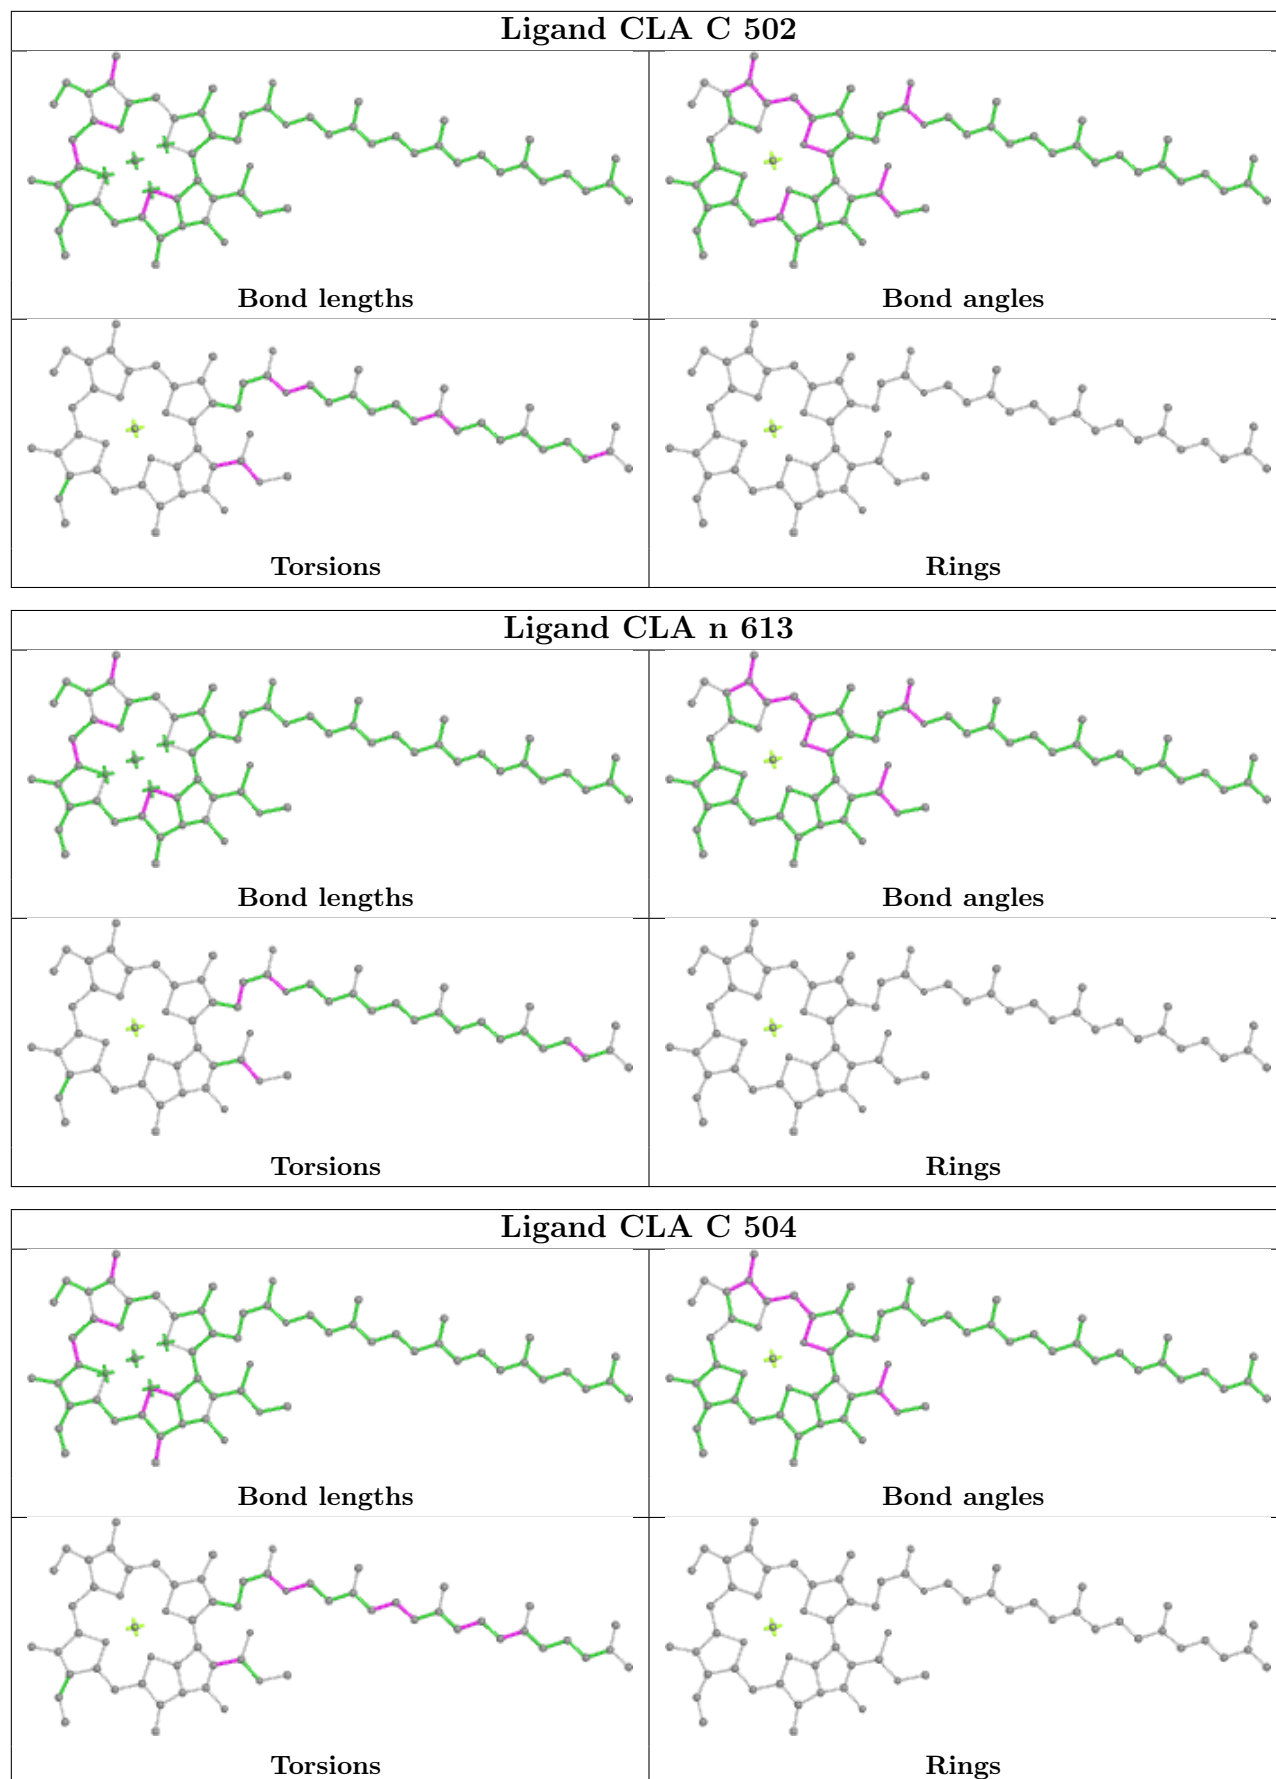 Ligand CLA C 502
Bond lengths
Bond angles
Torsions
Rings
Ligand CLA n 613
Bond lengths
Bond angles
Torsions
Rings
Ligand CLA C 504
Bond lengths
Bond angles
Torsions
Rings